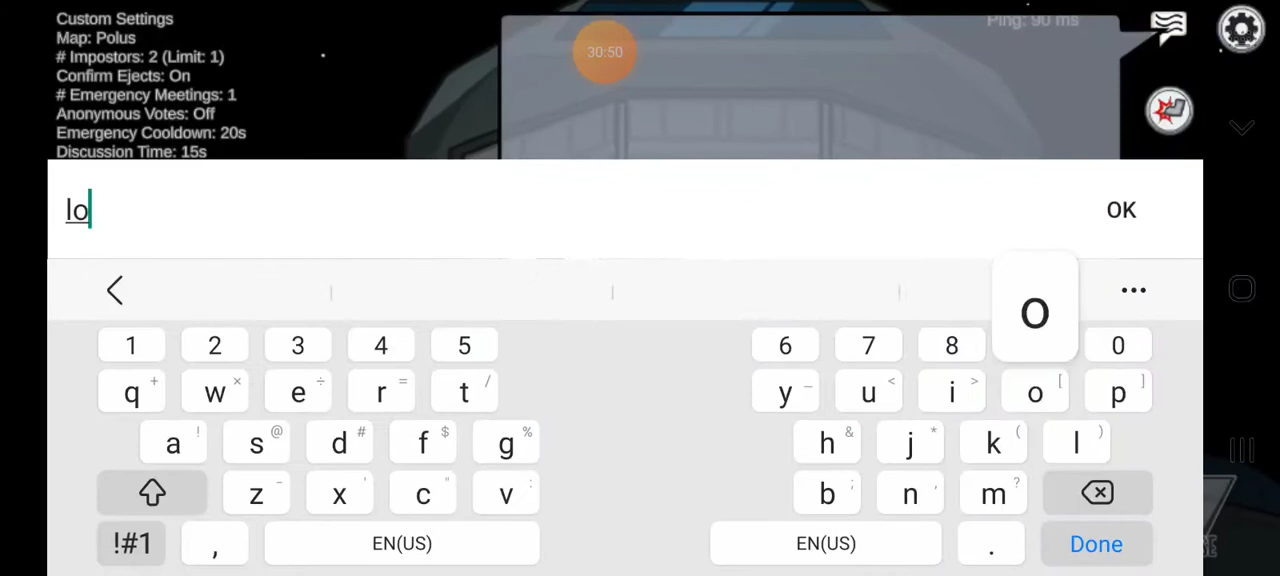 Custom Settings
Map: Polus
# Impostors: 2 (Limit: 1)
Confirm Ejects: On
# Emergency Meetings: 1
Anonymous Votes: Off
Emergency Cooldown: 20s
Discussion Time: 15s
Ping: 90 ms
30:50
lo
OK
o
1 2 3 4 5 6 7 8 0
q + w × e ÷ r = t / y _ u < i > o [ p ]
a ! s @ d # f $ g % h & j * k ( l )
z - x ' c " v : b ; n , m ?
!#1 , EN(US) EN(US) . Done